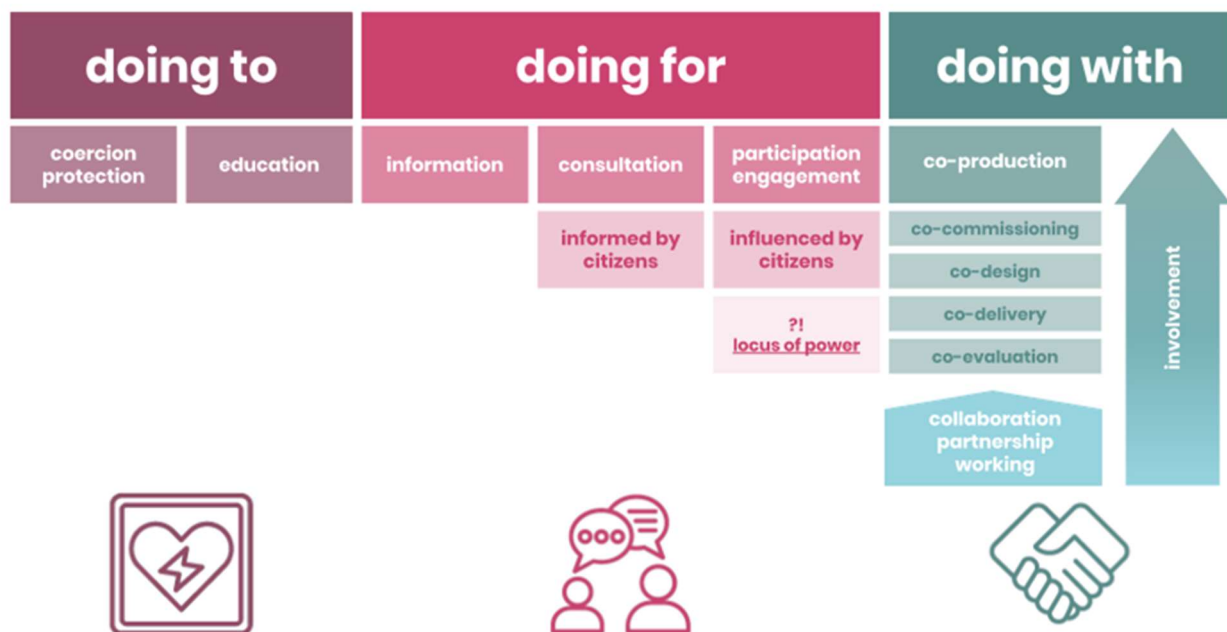 doing to
doing for
doing with
coercion
protection
education
information
consultation
participation
engagement
co-production
informed by
citizens
influenced by
citizens
co-commissioning
co-design
?!
locus of power
co-delivery
co-evaluation
collaboration
partnership
working
involvement